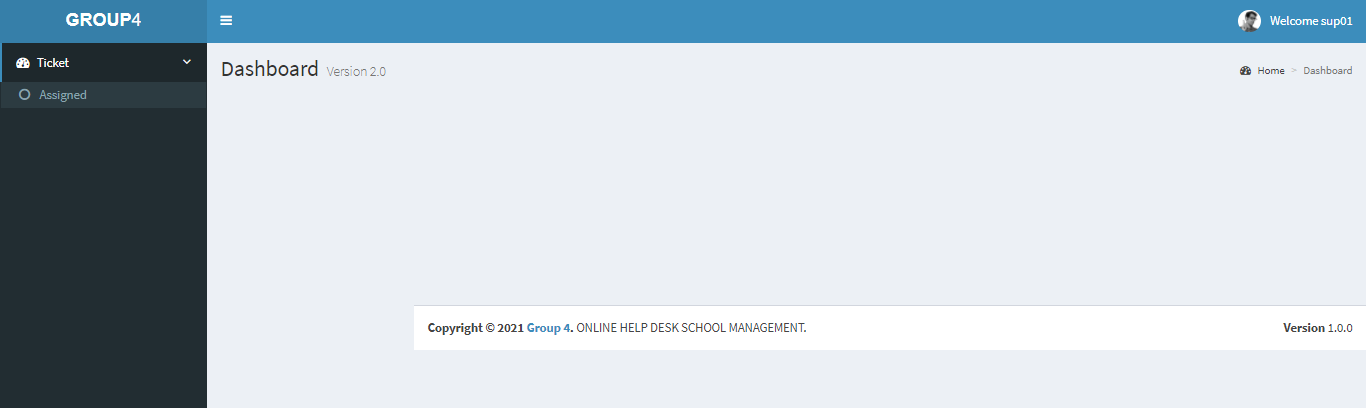 GROUP4
Welcome sup01
Ticket
Assigned
Dashboard Version 2.0
Home > Dashboard
Copyright © 2021 Group 4. ONLINE HELP DESK SCHOOL MANAGEMENT.
Version 1.0.0